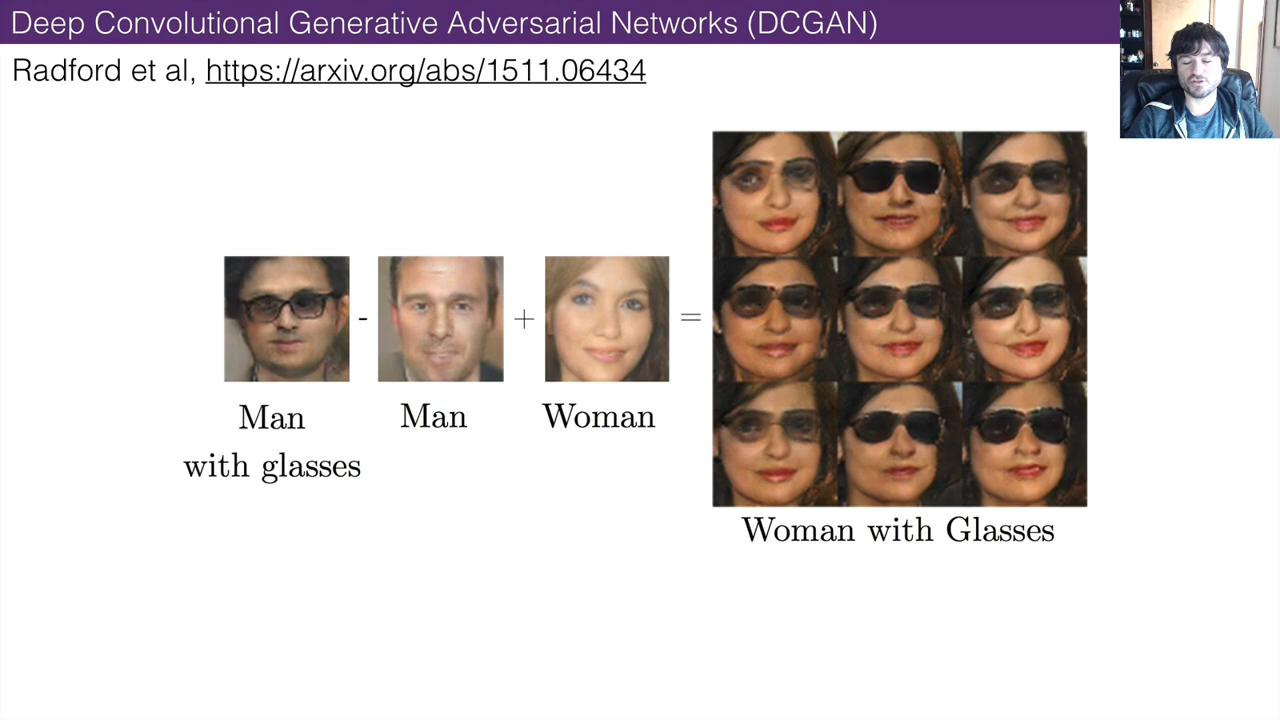 Deep Convolutional Generative Adversarial Networks (DCGAN)
Radford et al, https://arxiv.org/abs/1511.06434
- + =
Man Man Woman
with glasses
Woman with Glasses